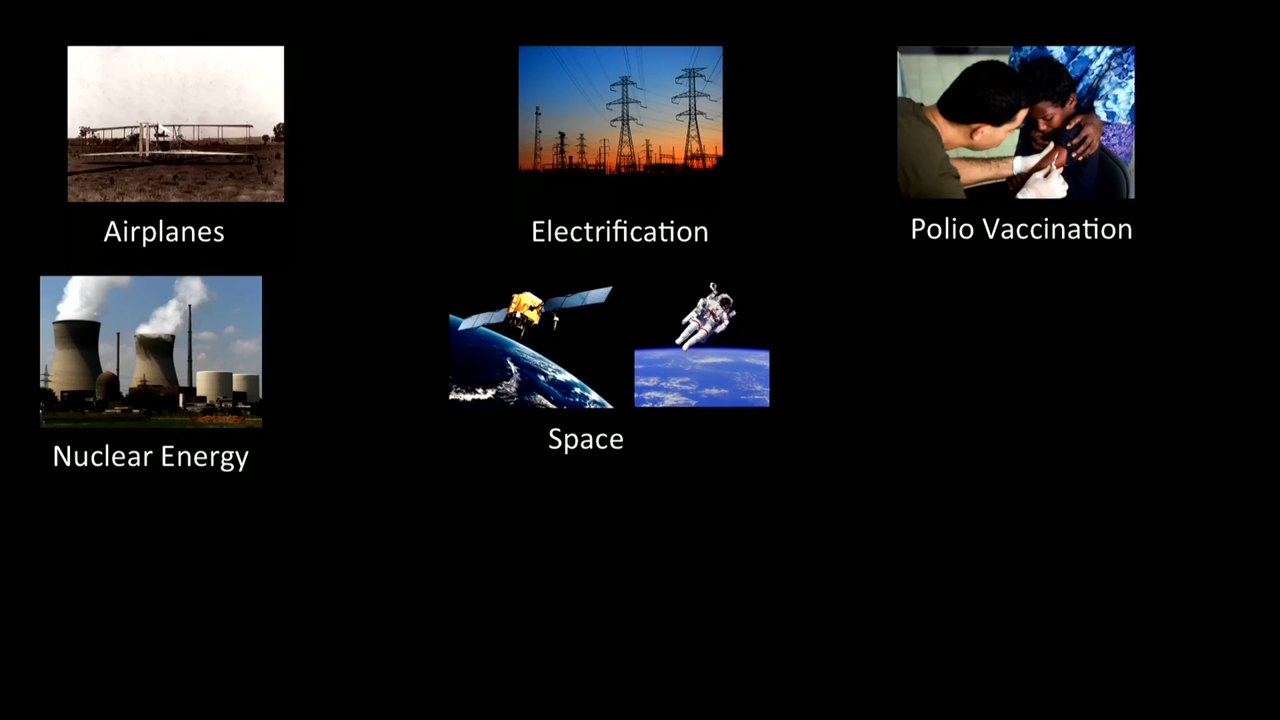 Airplanes
Electrification
Polio Vaccination
Nuclear Energy
Space